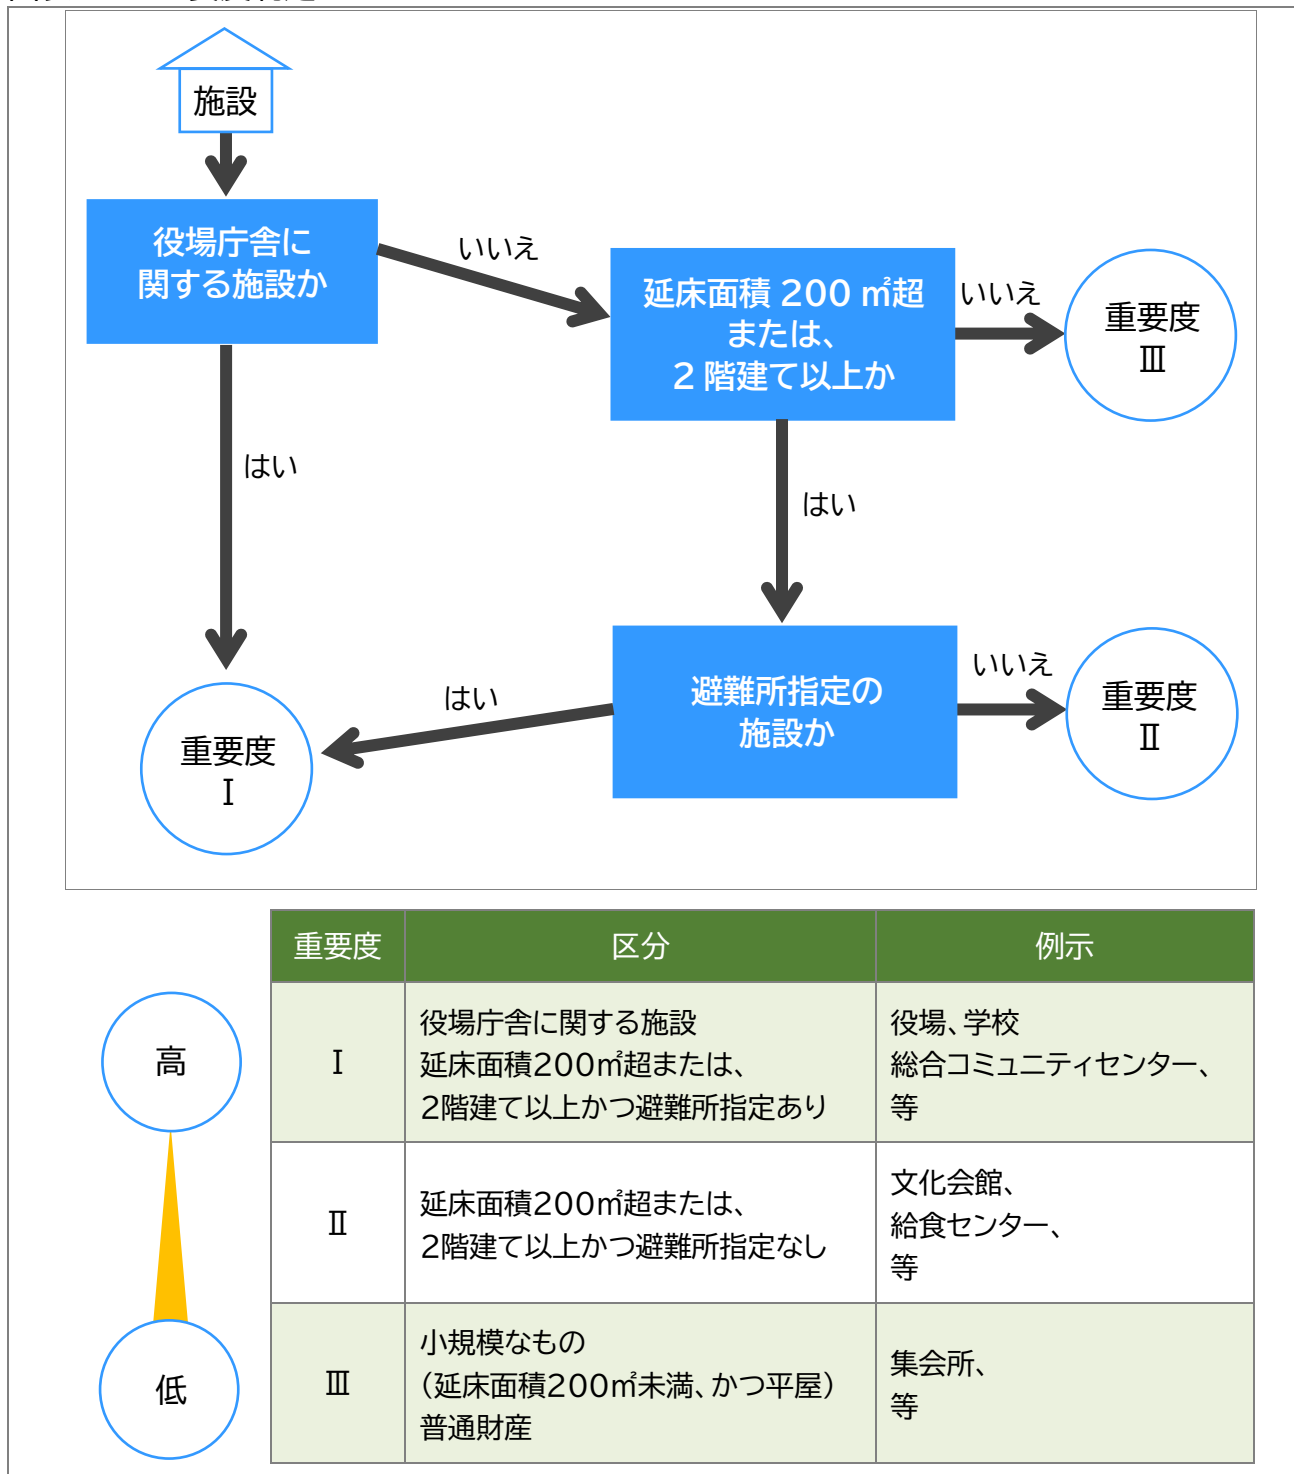 施設
役場庁舎に
関する施設か
いいえ
延床面積 200 ㎡超
または、
2 階建て以上か
いいえ
重要度
Ⅲ
はい
はい
避難所指定の
施設か
いいえ
重要度
Ⅱ
はい
重要度
Ⅰ
重要度
区分
例示
高
Ⅰ
役場庁舎に関する施設
延床面積200㎡超または、
2階建て以上かつ避難所指定あり
役場、学校
総合コミュニティセンター、
等
Ⅱ
延床面積200㎡超または、
2階建て以上かつ避難所指定なし
文化会館、
給食センター、
等
低
Ⅲ
小規模なもの
（延床面積200㎡未満、かつ平屋）
普通財産
集会所、
等